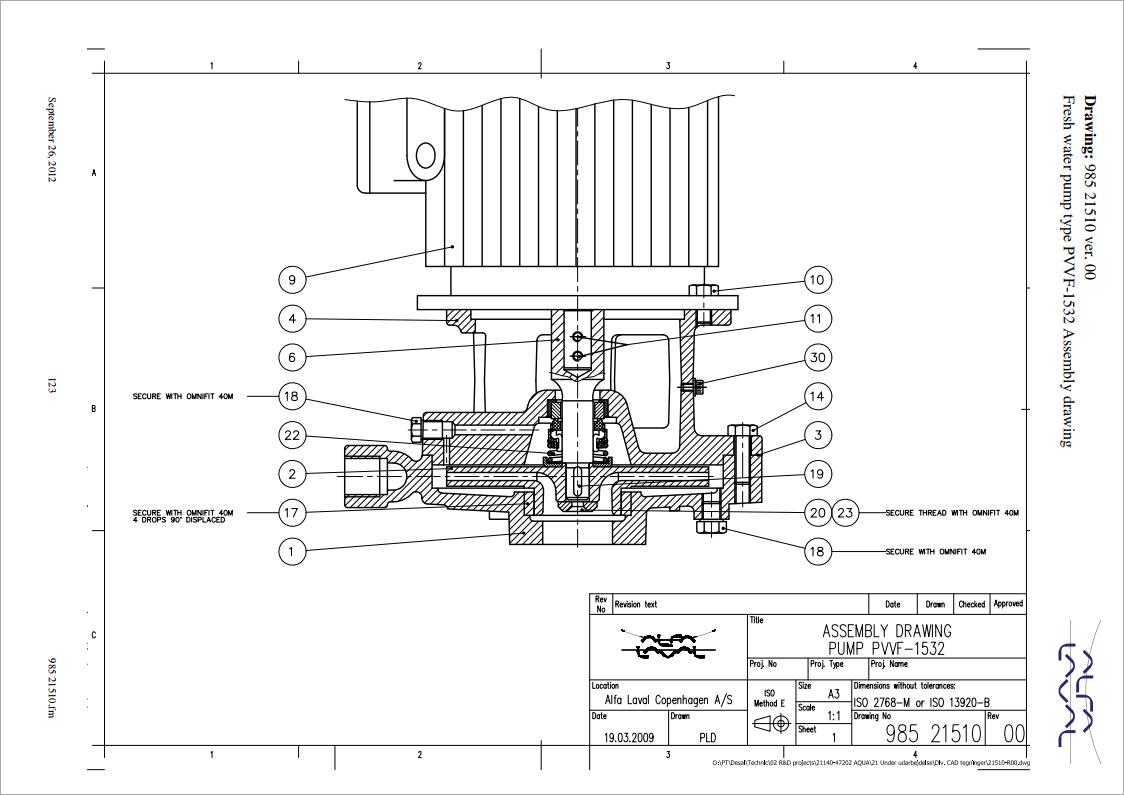 Drawing: 985 21510 ver. 00
Fresh water pump type PVVF-1532 Assembly drawing
September 26, 2012
123
985 21510.fm
1
2
3
4
A
B
C
9
4
6
18
22
2
17
1
10
11
30
14
3
19
20
23
18
SECURE WITH OMNIFIT 40M
SECURE WITH OMNIFIT 40M
4 DROPS 90° DISPLACED
SECURE THREAD WITH OMNIFIT 40M
SECURE WITH OMNIFIT 40M
Rev No
Revision text
Date
Drawn
Checked
Approved
ALFA
LAVAL
Title
ASSEMBLY DRAWING
PUMP PVVF-1532
Proj. No
Proj. Type
Proj. Name
Location
Alfa Laval Copenhagen A/S
ISO
Method E
Size
A3
Scale
1:1
Sheet
1
Dimensions without tolerances:
ISO 2768-M or ISO 13920-B
Date
19.03.2009
Drawn
PLD
Drawing No
985 21510
Rev
00
1
2
3
4
O:\PT\Desal\Technic\02 R&D projects\21140-47202 AQUA\21 Under udarbejdelse\Div. CAD tegninger\21510-R00.dwg
ALFA
LAVAL